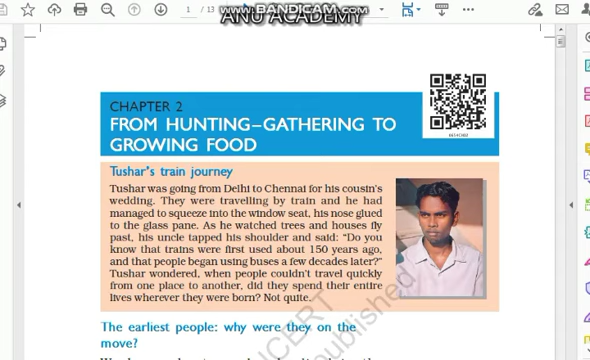 1 / 13
WWW.BANDICAM.COM
ANU ACADEMY
CHAPTER 2
FROM HUNTING–GATHERING TO
GROWING FOOD
Tushar's train journey
Tushar was going from Delhi to Chennai for his cousin's
wedding. They were travelling by train and he had
managed to squeeze into the window seat, his nose glued
to the glass pane. As he watched trees and houses fly
past, his uncle tapped his shoulder and said: "Do you
know that trains were first used about 150 years ago,
and that people began using buses a few decades later?"
Tushar wondered, when people couldn't travel quickly
from one place to another, did they spend their entire
lives wherever they were born? Not quite.
The earliest people: why were they on the
move?
NCERT
published